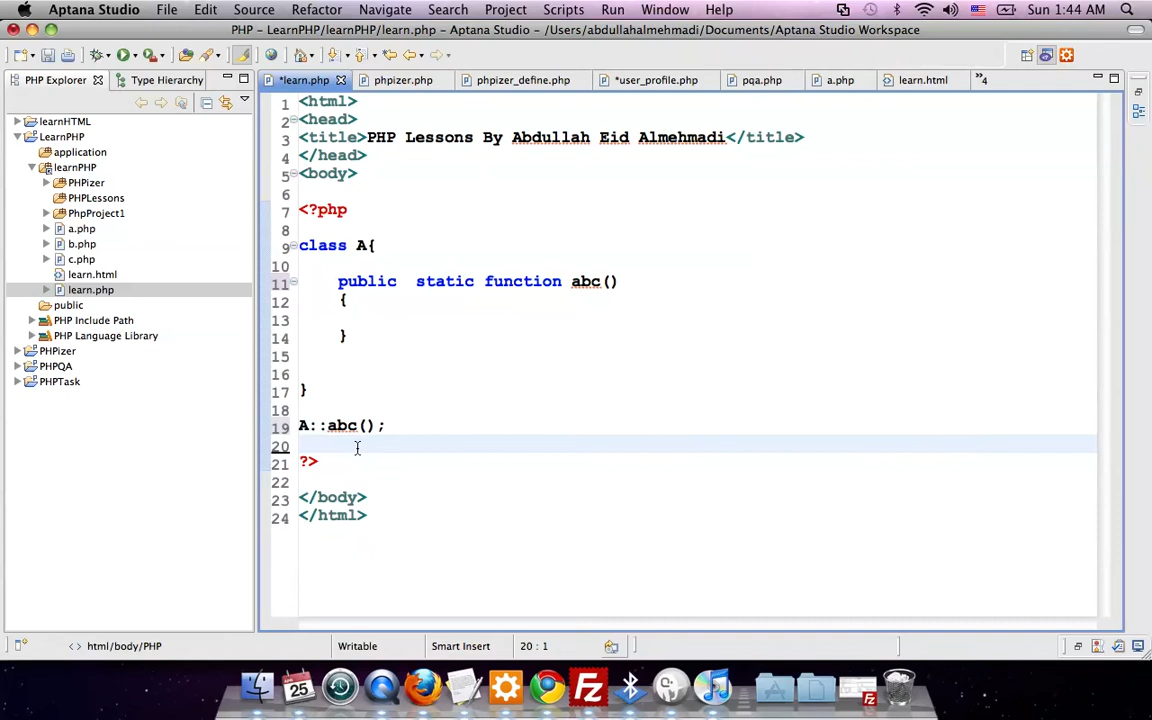 Aptana Studio File Edit Source Refactor Navigate Search Project Scripts Run Window Help Sun 1:44 AM
PHP - LearnPHP/learnPHP/learn.php - Aptana Studio - /Users/abdullahalmehmadi/Documents/Aptana Studio Workspace
PHP Explorer Type Hierarchy
*learn.php phpizer.php phpizer_define.php *user_profile.php pqa.php a.php learn.html »4
learnHTML
LearnPHP
application
learnPHP
PHPizer
PHPLessons
PhpProject1
a.php
b.php
c.php
learn.html
learn.php
public
PHP Include Path
PHP Language Library
PHPizer
PHPQA
PHPTask
1 <html>
2 <head>
3 <title>PHP Lessons By Abdullah Eid Almehmadi</title>
4 </head>
5 <body>
6
7 <?php
8
9 class A{
10
11 public static function abc()
12 {
13
14 }
15
16
17 }
18
19 A::abc();
20
21 ?>
22
23 </body>
24 </html>
<> html/body/PHP Writable Smart Insert 20 : 1
25
Fz